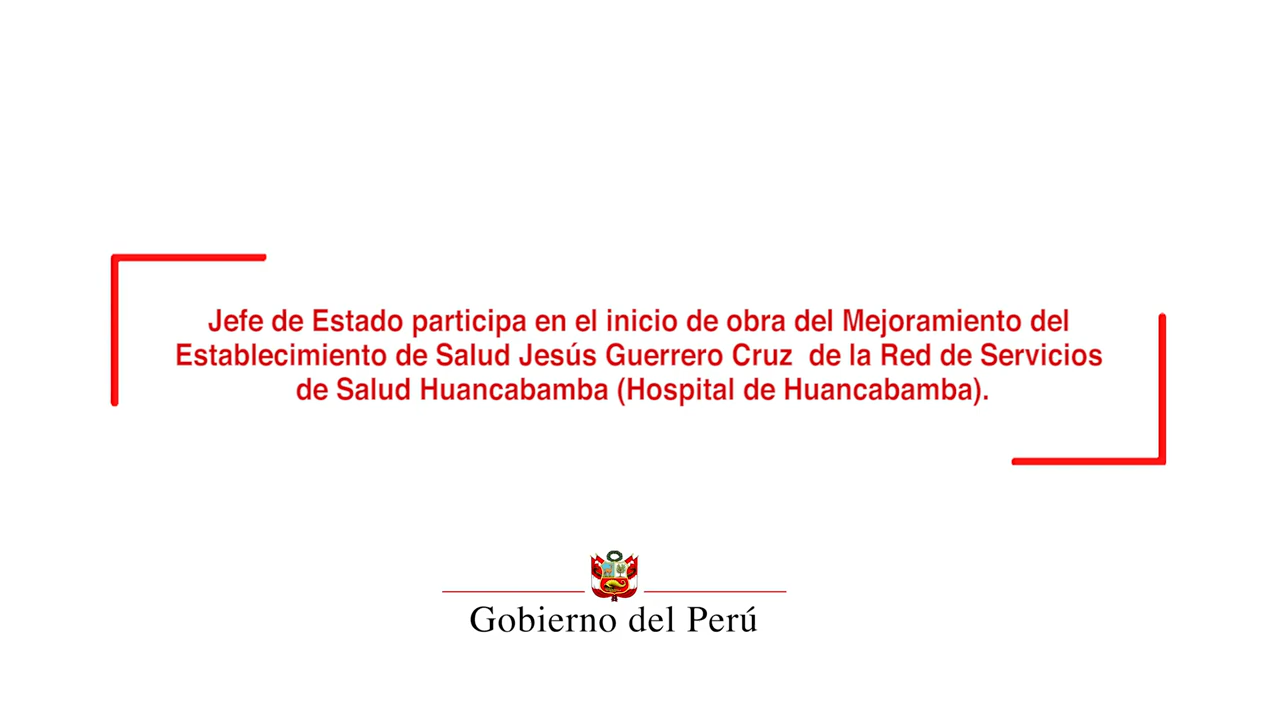 Jefe de Estado participa en el inicio de obra del Mejoramiento del
Establecimiento de Salud Jesús Guerrero Cruz  de la Red de Servicios
de Salud Huancabamba (Hospital de Huancabamba).
Gobierno del Perú